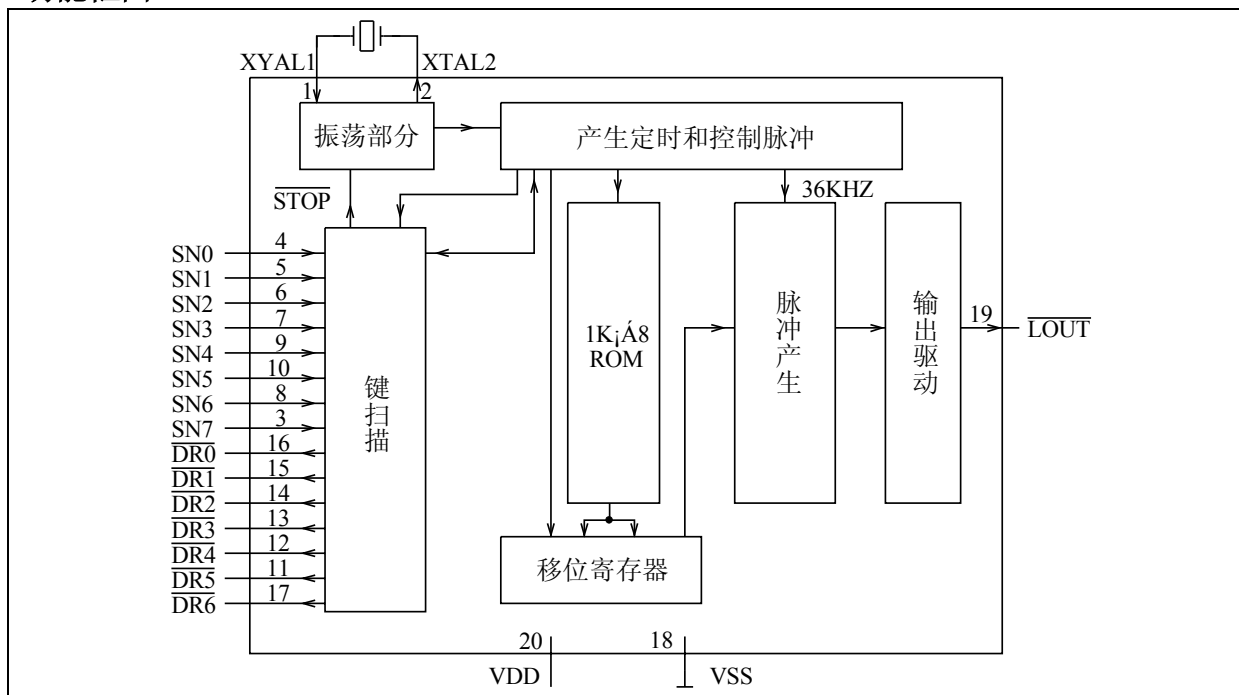 XYAL1
XTAL2
1
2
振荡部分
产生定时和控制脉冲
STOP
36KHZ
SN0 4
SN1 5
SN2 6
SN3 7
SN4 9
SN5 10
SN6 8
SN7 3
DR0 16
DR1 15
DR2 14
DR3 13
DR4 12
DR5 11
DR6 17
键扫描
1K¡Á8
ROM
脉冲产生
输出驱动
19
LOUT
移位寄存器
20
VDD
18
VSS